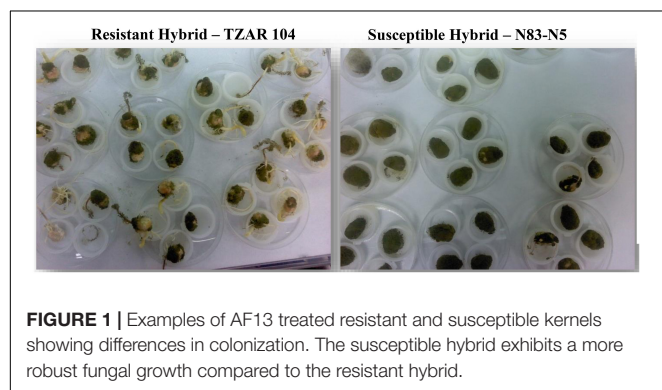 Resistant Hybrid – TZAR 104
Susceptible Hybrid – N83-N5
FIGURE 1 | Examples of AF13 treated resistant and susceptible kernels
showing differences in colonization. The susceptible hybrid exhibits a more
robust fungal growth compared to the resistant hybrid.